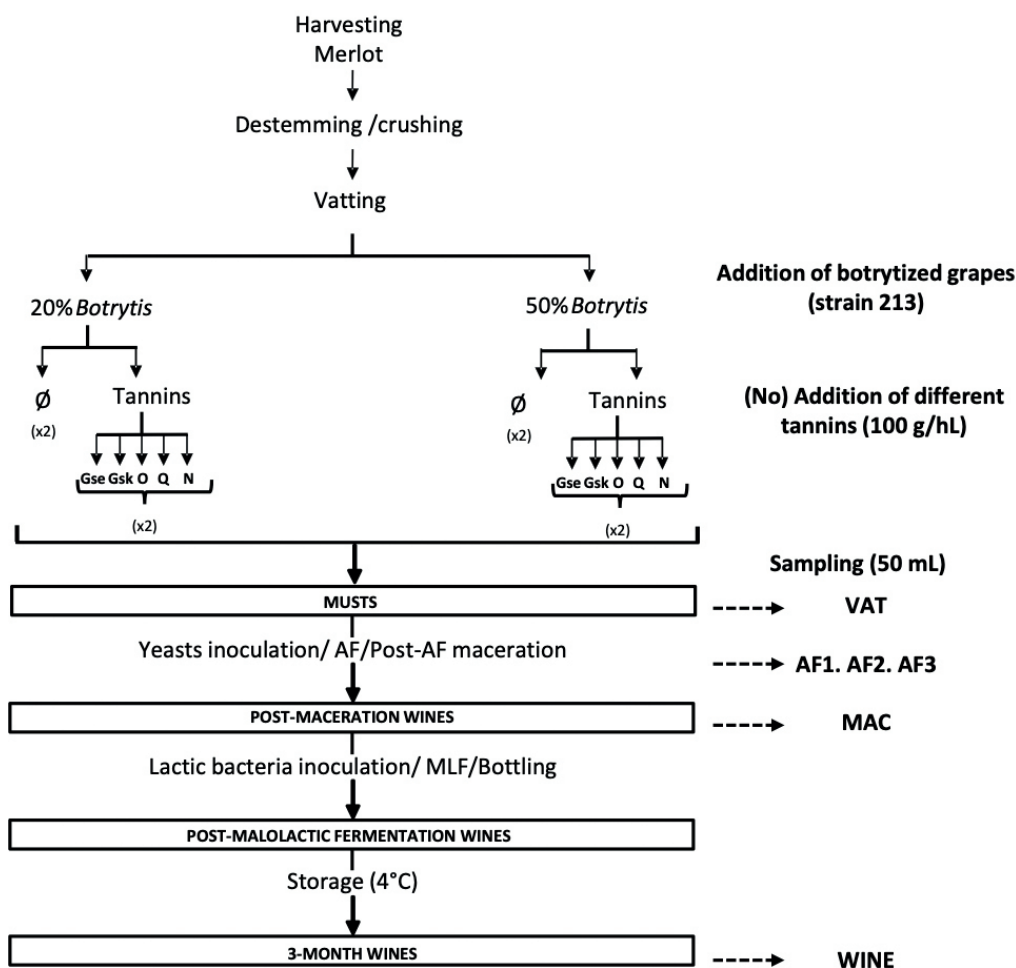 Harvesting
Merlot
Destemming /crushing
Vatting
Addition of botrytized grapes
(strain 213)
20% Botrytis
50% Botrytis
Ø
Tannins
(x2)
Gse Gsk O Q N
(x2)
Ø
Tannins
(x2)
Gse Gsk O Q N
(x2)
(No) Addition of different
tannins (100 g/hL)
Sampling (50 mL)
MUSTS
VAT
Yeasts inoculation/ AF/Post-AF maceration
AF1. AF2. AF3
POST-MACERATION WINES
MAC
Lactic bacteria inoculation/ MLF/Bottling
POST-MALOLACTIC FERMENTATION WINES
Storage (4°C)
3-MONTH WINES
WINE